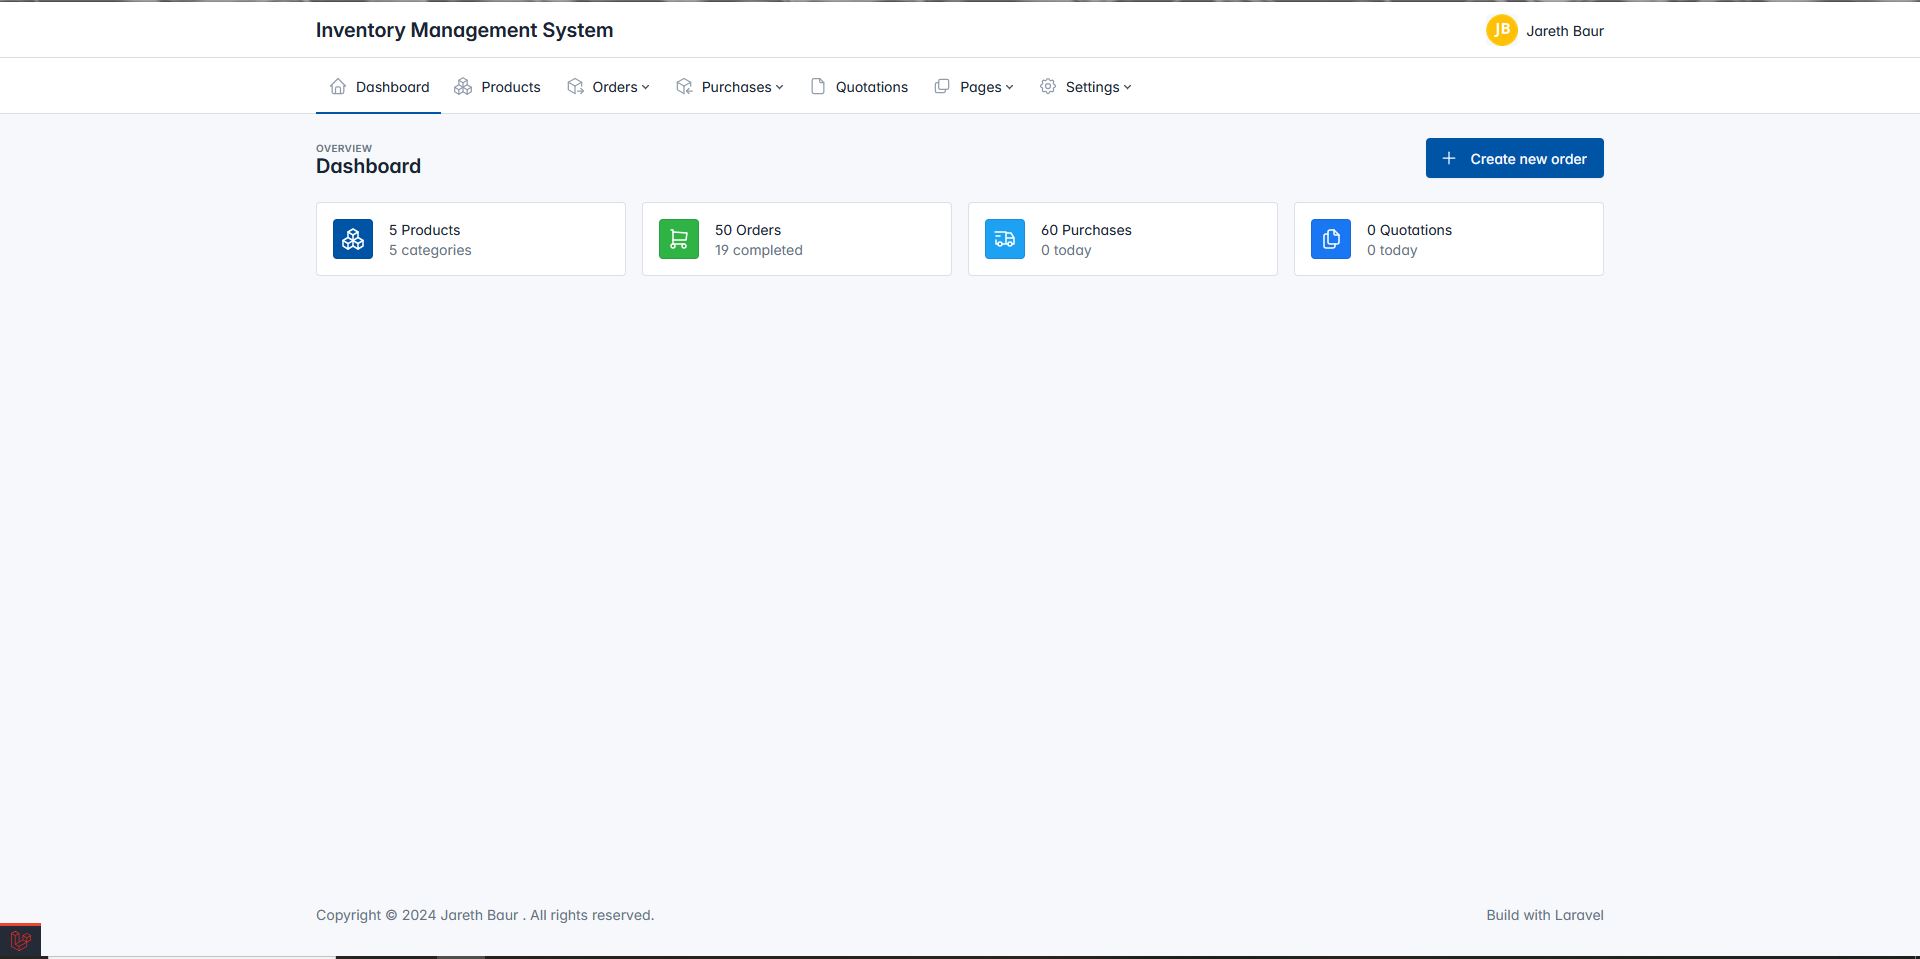 Inventory Management System
JB Jareth Baur
Dashboard Products Orders Purchases Quotations Pages Settings
OVERVIEW
Dashboard
Create new order
5 Products
5 categories
50 Orders
19 completed
60 Purchases
0 today
0 Quotations
0 today
Copyright © 2024 Jareth Baur . All rights reserved.
Build with Laravel